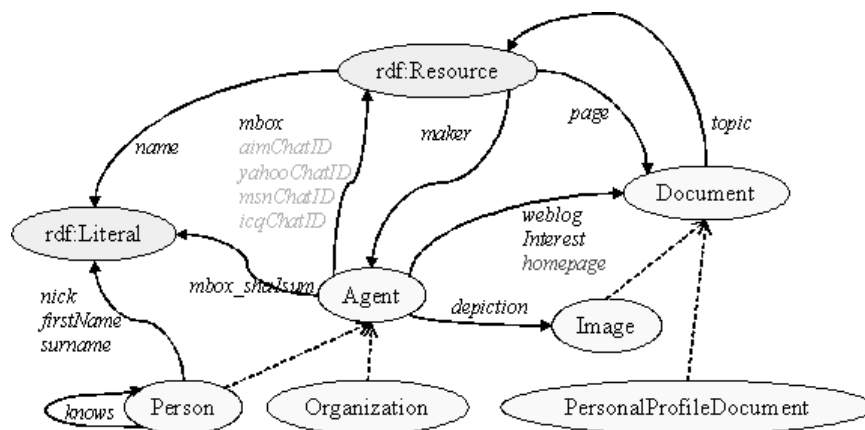 rdf:Resource
name
mbox
aimChatID
yahooChatID
msnChatID
icqChatID
maker
page
topic
Document
rdf:Literal
weblog
Interest
homepage
mbox_sha1sum
Agent
depiction
Image
nick
firstName
surname
knows
Person
Organization
PersonalProfileDocument